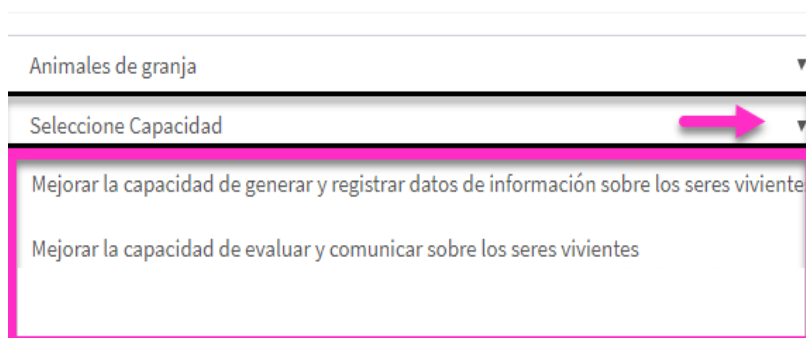 Animales de granja
Seleccione Capacidad
Mejorar la capacidad de generar y registrar datos de información sobre los seres viviente
Mejorar la capacidad de evaluar y comunicar sobre los seres vivientes